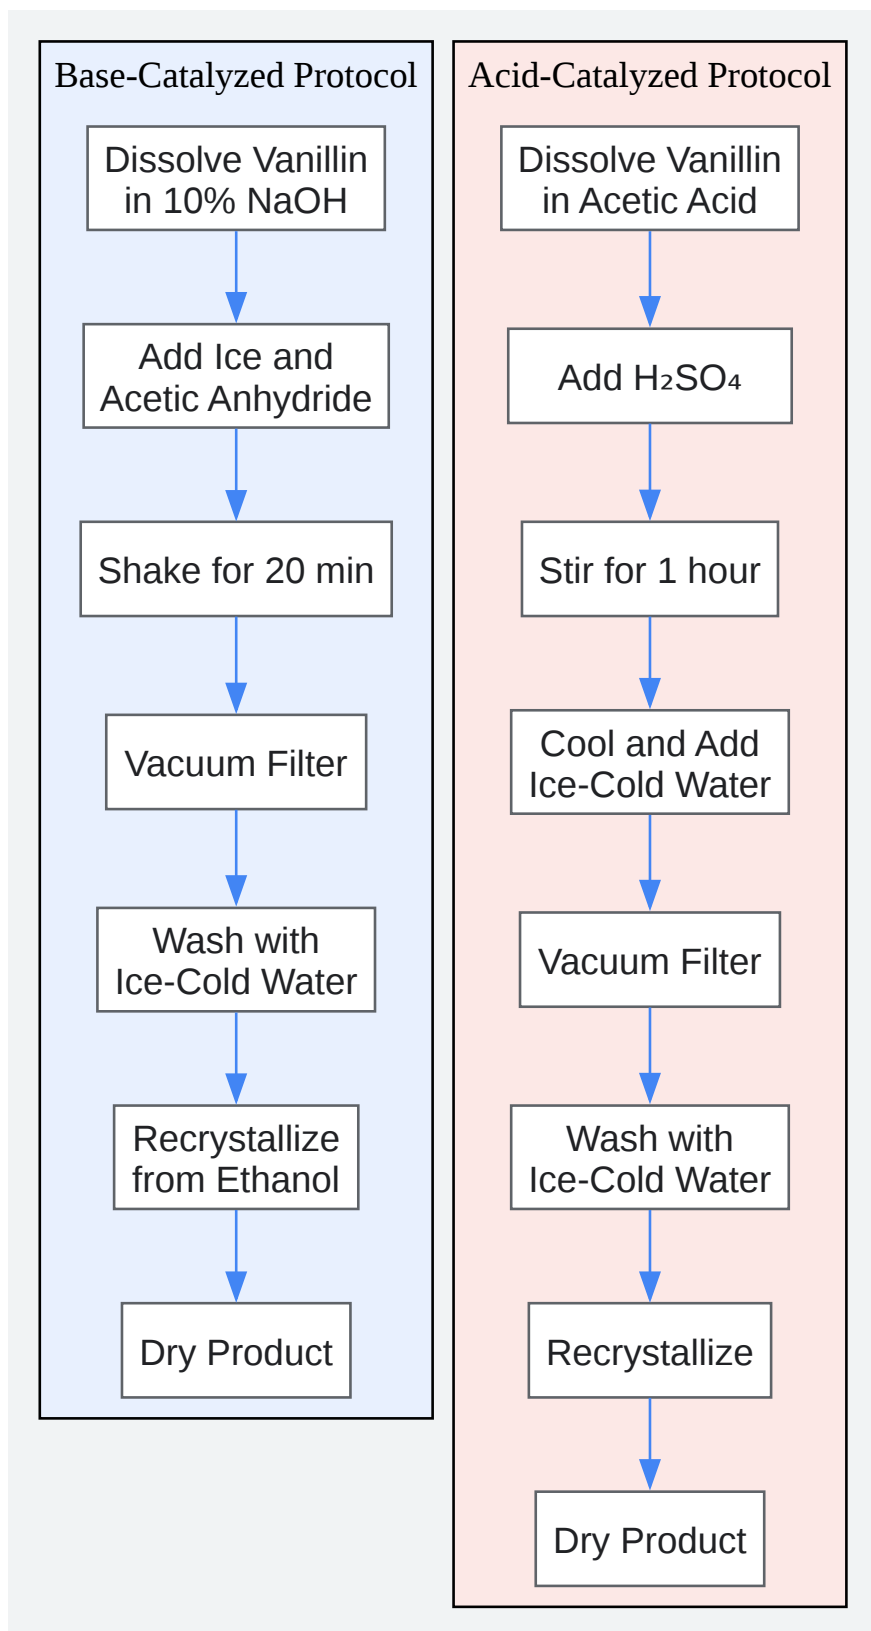 Base-Catalyzed Protocol
Dissolve Vanillin
in 10% NaOH
Add Ice and
Acetic Anhydride
Shake for 20 min
Vacuum Filter
Wash with
Ice-Cold Water
Recrystallize
from Ethanol
Dry Product
Acid-Catalyzed Protocol
Dissolve Vanillin
in Acetic Acid
Add H₂SO₄
Stir for 1 hour
Cool and Add
Ice-Cold Water
Vacuum Filter
Wash with
Ice-Cold Water
Recrystallize
Dry Product